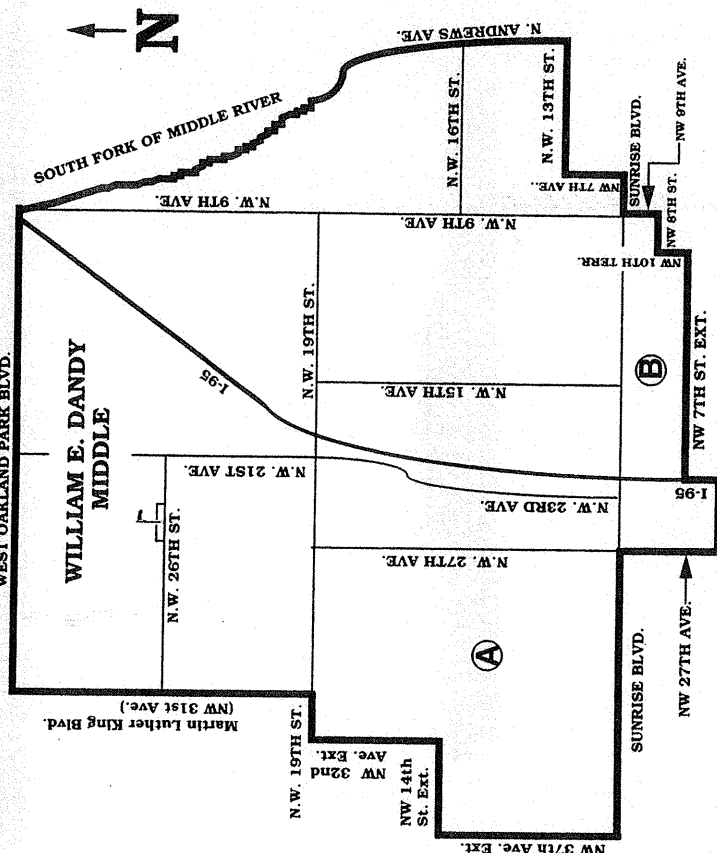 WEST OAKLAND PARK BLVD.
N
SOUTH FORK OF MIDDLE RIVER
N. ANDREWS AVE.
WILLIAM E. DANDY
MIDDLE
I-95
N.W. 9TH AVE.
N.W. 16TH ST.
N.W. 13TH ST.
N.W. 26TH ST.
N.W. 21ST AVE.
N.W. 19TH ST.
N.W. 9TH AVE.
NW 7TH AVE..
SUNRISE BLVD.
NW 9TH AVE.
NW 8TH ST.
NW 10TH TERR.
Martin Luther King Blvd.
(NW 31st Ave.)
N.W. 15TH AVE.
N.W. 23RD AVE.
N.W. 27TH AVE.
B
NW 7TH ST. EXT.
I-95
N.W. 19TH ST.
NW 32nd
Ave. Ext.
NW 14th
St. Ext.
A
SUNRISE BLVD.
NW 27TH AVE.
NW 37th Ave. Ext.